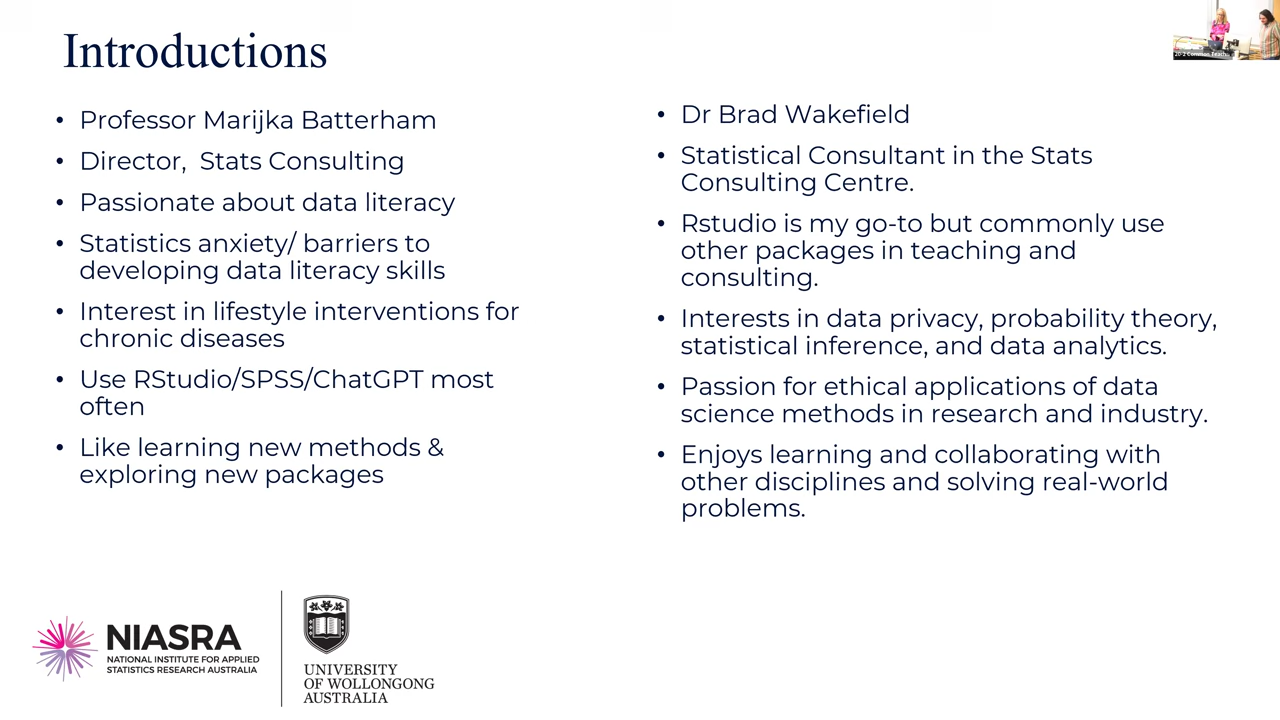 Introductions
• Professor Marijka Batterham
• Director,  Stats Consulting
• Passionate about data literacy
• Statistics anxiety/ barriers to
developing data literacy skills
• Interest in lifestyle interventions for
chronic diseases
• Use RStudio/SPSS/ChatGPT most
often
• Like learning new methods &
exploring new packages
• Dr Brad Wakefield
• Statistical Consultant in the Stats
Consulting Centre.
• Rstudio is my go-to but commonly use
other packages in teaching and
consulting.
• Interests in data privacy, probability theory,
statistical inference, and data analytics.
• Passion for ethical applications of data
science methods in research and industry.
• Enjoys learning and collaborating with
other disciplines and solving real-world
problems.
NIASRA
NATIONAL INSTITUTE FOR APPLIED
STATISTICS RESEARCH AUSTRALIA
UNIVERSITY
OF WOLLONGONG
AUSTRALIA